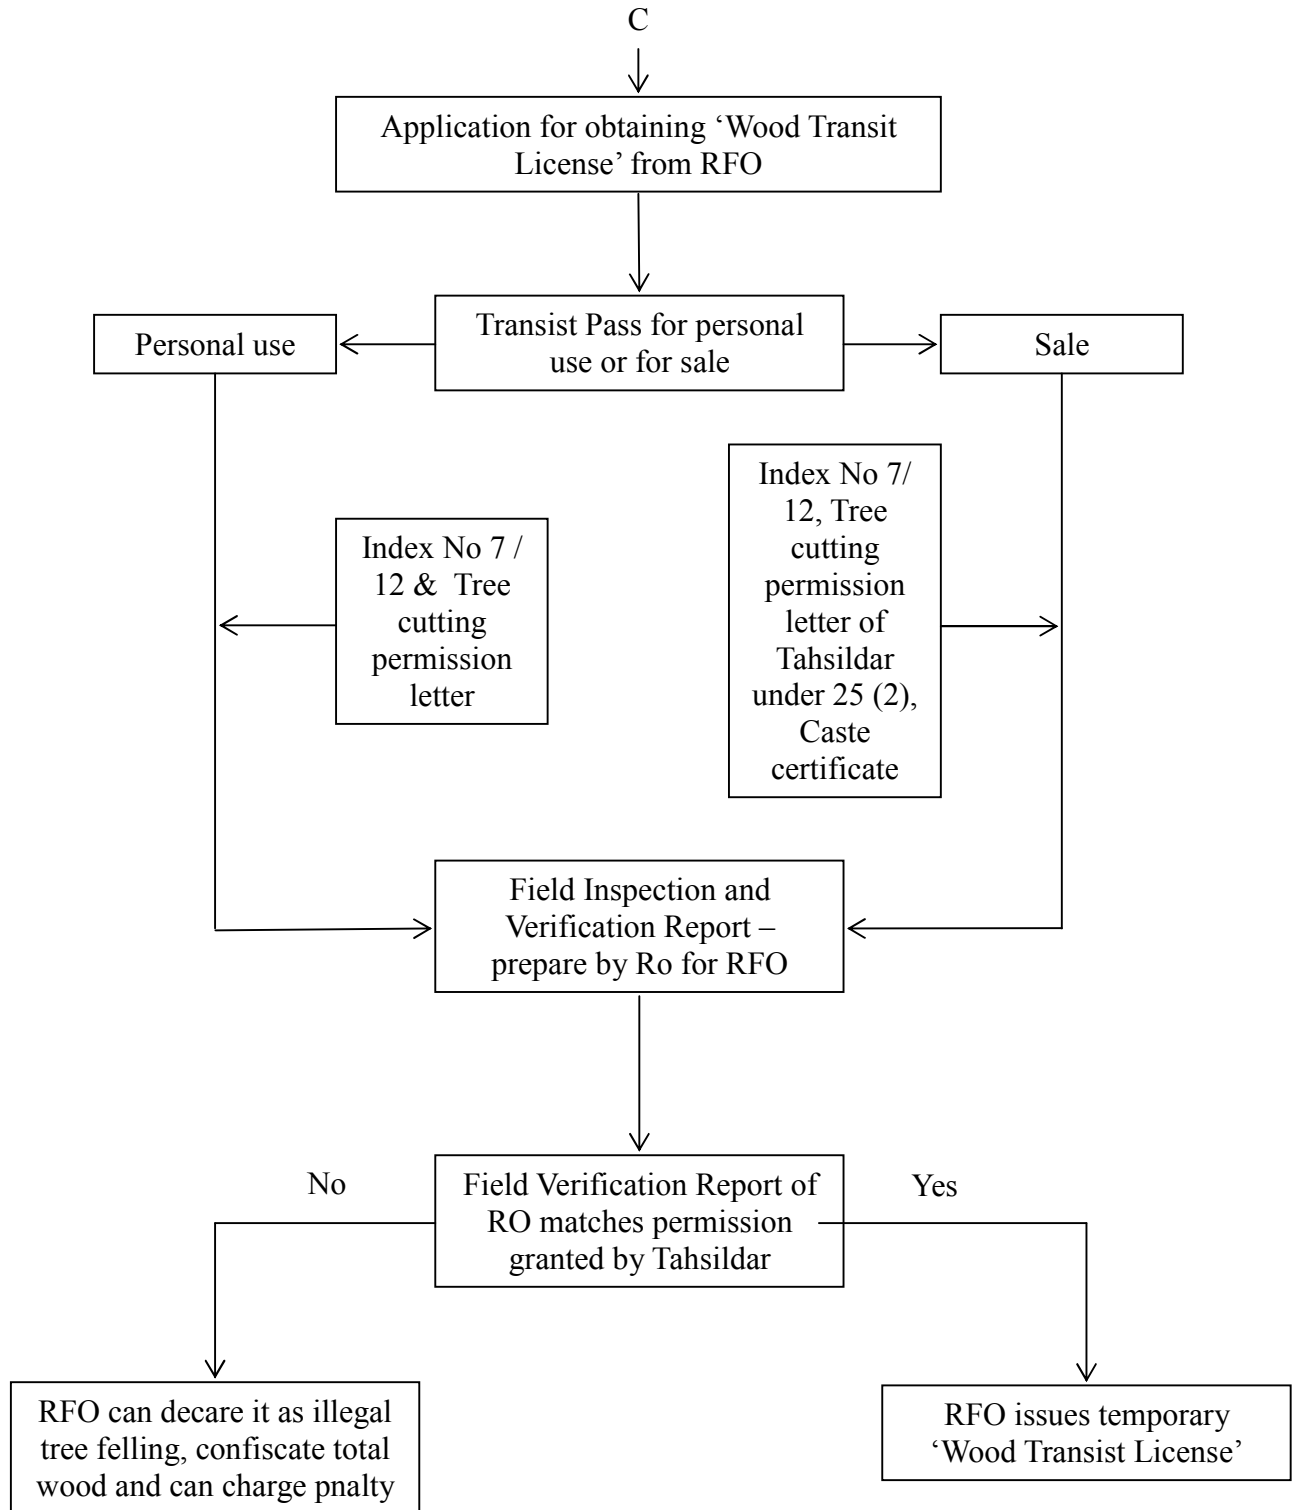 C
Application for obtaining ‘Wood Transit
License’ from RFO
Personal use
Transist Pass for personal
use or for sale
Sale
Index No 7 /
12 & Tree
cutting
permission
letter
Index No 7/
12, Tree
cutting
permission
letter of
Tahsildar
under 25 (2),
Caste
certificate
Field Inspection and
Verification Report –
prepare by Ro for RFO
No
Field Verification Report of
RO matches permission
granted by Tahsildar
Yes
RFO can decare it as illegal
tree felling, confiscate total
wood and can charge pnalty
RFO issues temporary
‘Wood Transist License’